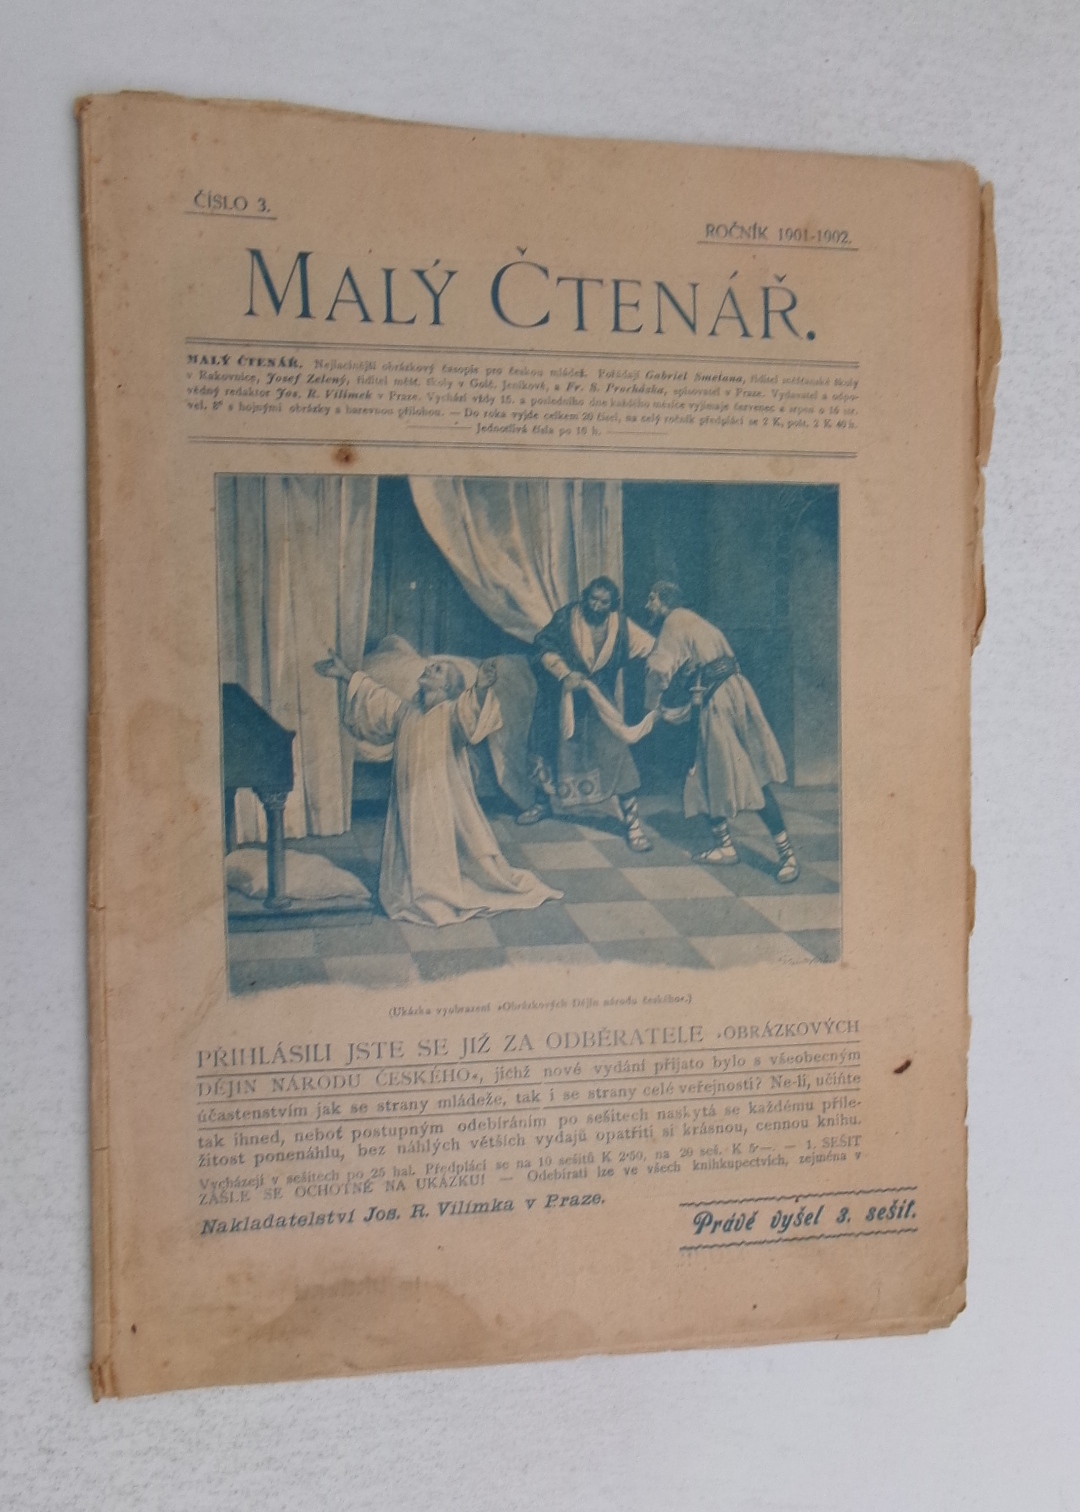 ČÍSLO 3.
ROČNÍK 1901-1902.
MALÝ ČTENÁŘ.
MALÝ ČTENÁŘ. Nejlacinější obrázkový časopis pro českou mládež. Pořádají Gabriel Smetana, ředitel měšťanské školy
v Rakovníce, Josef Zelený, ředitel měšť. školy v Golč. Jeníkově, a Fr. S. Procházka, spisovatel v Praze. Vydavatel a odpo-
vědný redaktor Jos. R. Vilímek v Praze. Vychází vždy 15. a posledního dne každého měsíce vyjímaje červenec a srpen o 16 str.
vel. 8° s hojnými obrázky a barevnou přílohou. — Do roka vyjde celkem 20 čísel, na celý ročník předplácí se 2 K, pošt. 2 K 40 h.
Jednotlivá čísla po 10 h.
(Ukázka vyobrazení »Obrázkových Dějin národu českého«.)
PŘIHLÁSILI JSTE SE JIŽ ZA ODBĚRATELE »OBRÁZKOVÝCH
DĚJIN NÁRODU ČESKÉHO«, jichž nové vydání přijato bylo s všeobecným
účastenstvím jak se strany mládeže, tak i se strany celé veřejnosti? Ne-li, učiňte
tak ihned, neboť postupným odebíráním po sešitech naskytá se každému příle-
žitost ponenáhlu, bez náhlých větších vydajů opatřiti si krásnou, cennou knihu.
Vycházejí v sešitech po 25 hal. Předplácí se na 10 sešitů K 2·50, na 20 seš. K 5·—. — 1. SEŠIT
ZAŠLE SE OCHOTNĚ NA UKÁZKU! — Odebírati lze ve všech knihkupectvích, zejména v
Nakladatelství Jos. R. Vilímka v Praze.
Právě vyšel 3. sešit.